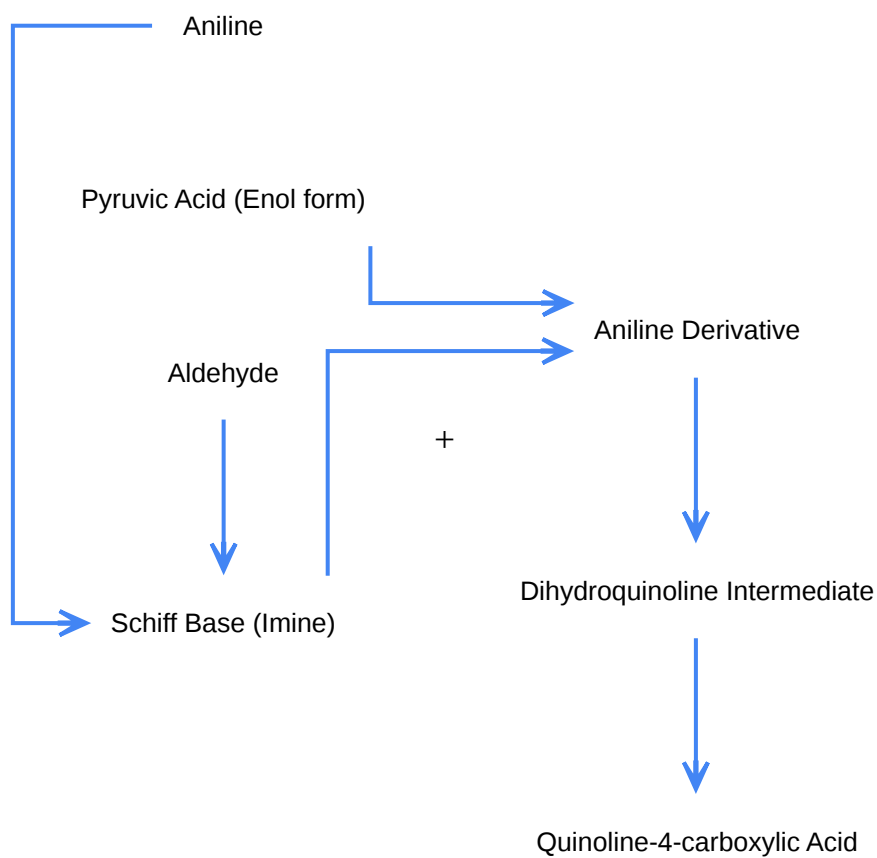 Aniline
Pyruvic Acid (Enol form)
Aniline Derivative
Aldehyde
+
Dihydroquinoline Intermediate
Schiff Base (Imine)
Quinoline-4-carboxylic Acid